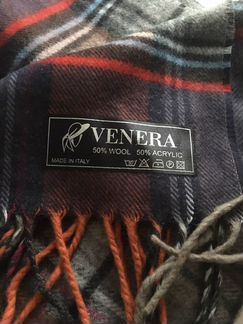 VENERA
50% WOOL 50% ACRYLIC
MADE IN ITALY